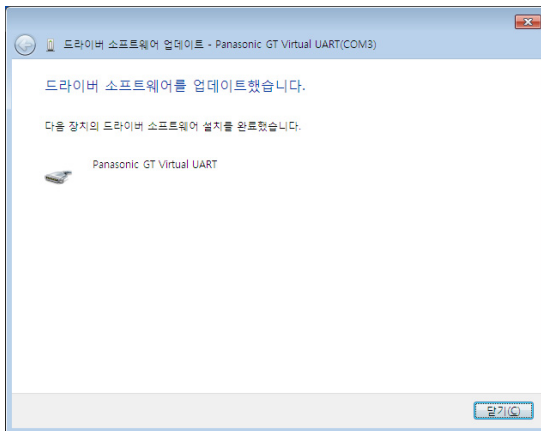 드라이버 소프트웨어 업데이트 - Panasonic GT Virtual UART(COM3)
드라이버 소프트웨어를 업데이트했습니다.
다음 장치의 드라이버 소프트웨어 설치를 완료했습니다.
Panasonic GT Virtual UART
닫기(C)